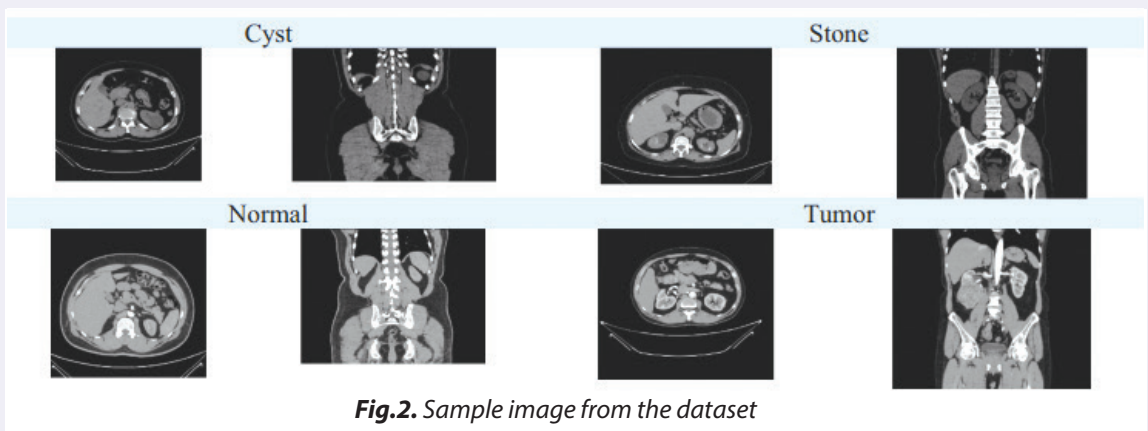 Cyst
Stone
Normal
Tumor
Fig.2. Sample image from the dataset